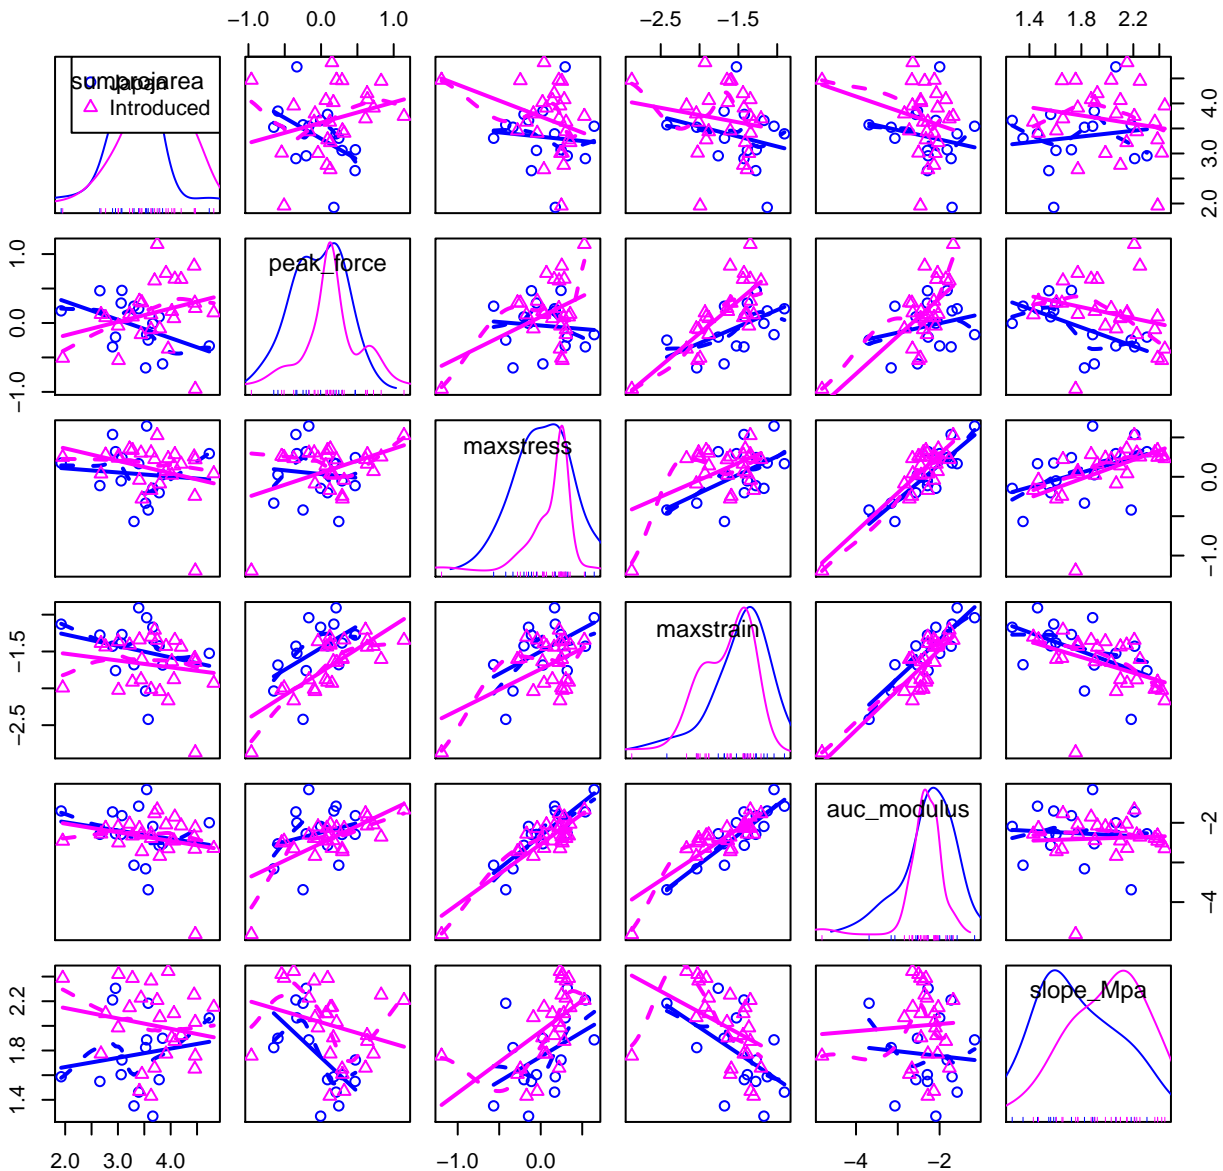 −1.0 0.0 1.0 −2.5 −1.5 1.4 1.8 2.2
sumprojarea
Japan
Introduced
2.0 3.0 4.0
peak_force
−1.0 0.0 1.0
maxstress
−1.0 0.0
maxstrain
−2.5 −1.5
auc_modulus
−4 −2
slope_Mpa
1.4 1.8 2.2
2.0 3.0 4.0 −1.0 0.0 −4 −2